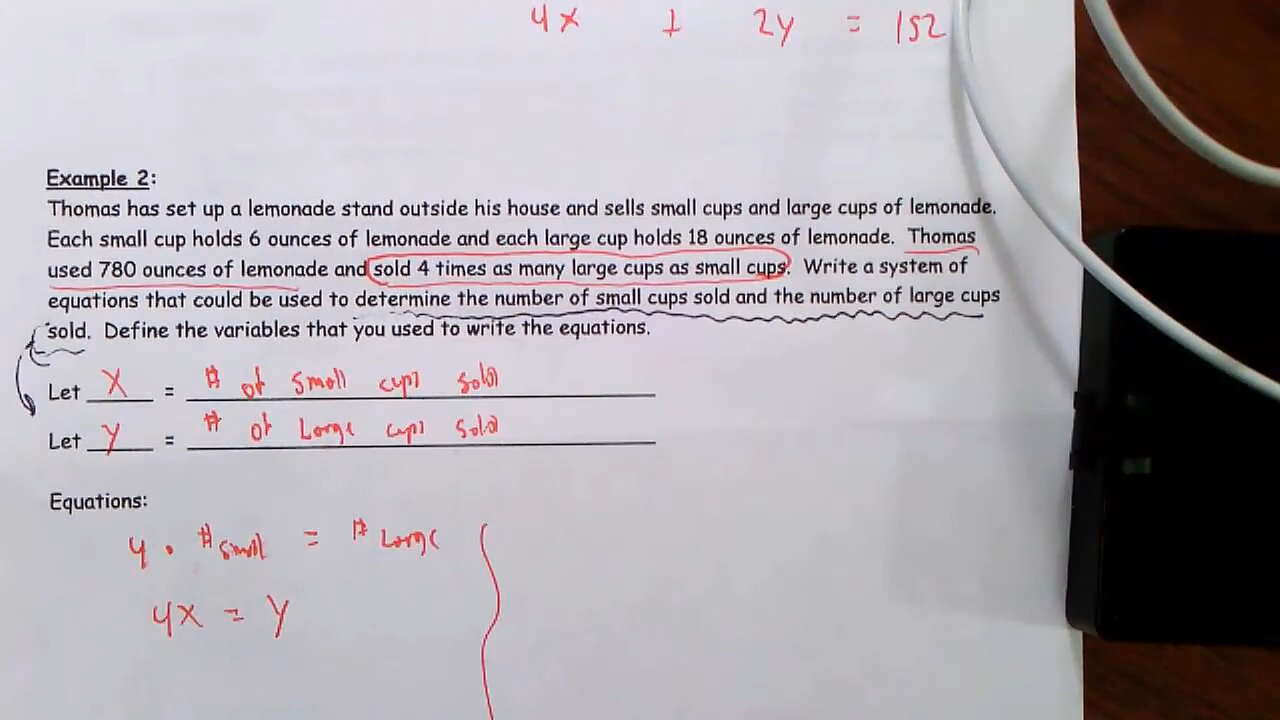 4x + 2y = 152
Example 2:
Thomas has set up a lemonade stand outside his house and sells small cups and large cups of lemonade.
Each small cup holds 6 ounces of lemonade and each large cup holds 18 ounces of lemonade. Thomas
used 780 ounces of lemonade and sold 4 times as many large cups as small cups. Write a system of
equations that could be used to determine the number of small cups sold and the number of large cups
sold. Define the variables that you used to write the equations.
Let X = # of small cups sold
Let y = # of Large cups sold
Equations:
4 · # small = # Large
4x = y